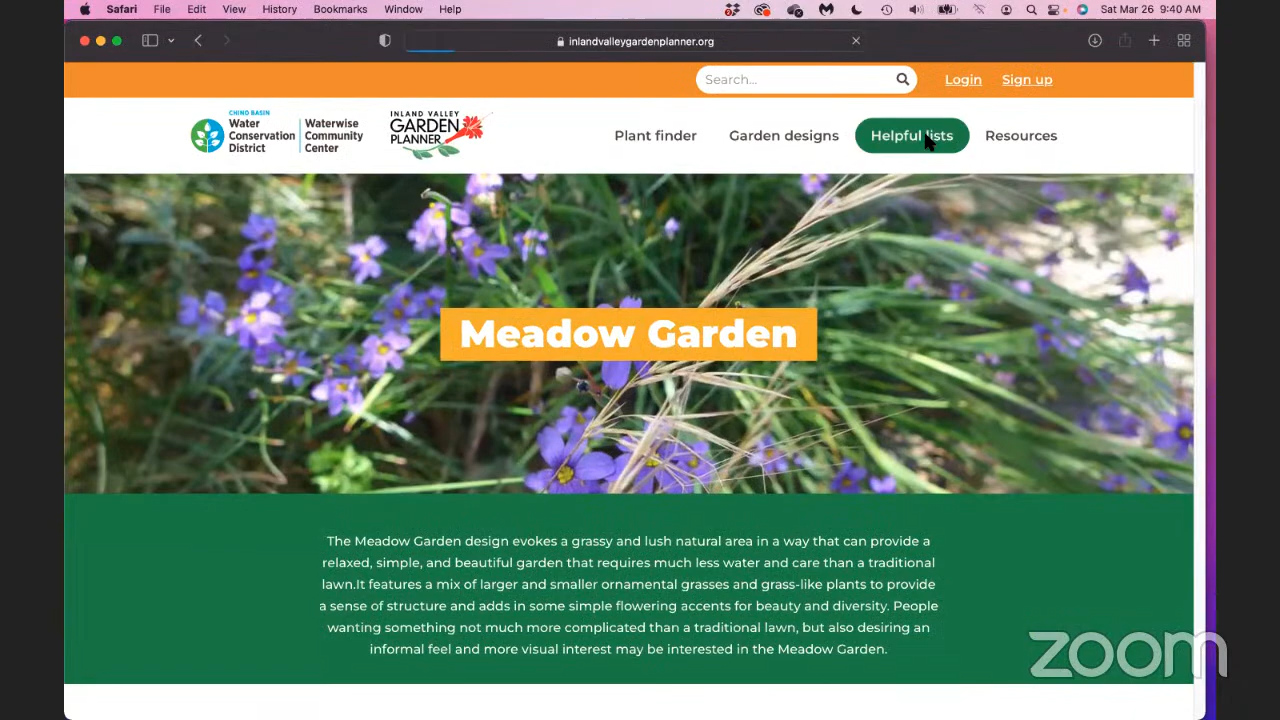 Safari File Edit View History Bookmarks Window Help Sat Mar 26 9:40 AM
inlandvalleygardenplanner.org
Search... Login Sign up
CHINO BASIN
Water
Conservation
District
Waterwise
Community
Center
INLAND VALLEY
GARDEN
PLANNER
Plant finder Garden designs Helpful lists Resources
Meadow Garden
The Meadow Garden design evokes a grassy and lush natural area in a way that can provide a
relaxed, simple, and beautiful garden that requires much less water and care than a traditional
lawn.It features a mix of larger and smaller ornamental grasses and grass-like plants to provide
a sense of structure and adds in some simple flowering accents for beauty and diversity. People
wanting something not much more complicated than a traditional lawn, but also desiring an
informal feel and more visual interest may be interested in the Meadow Garden.
zoom